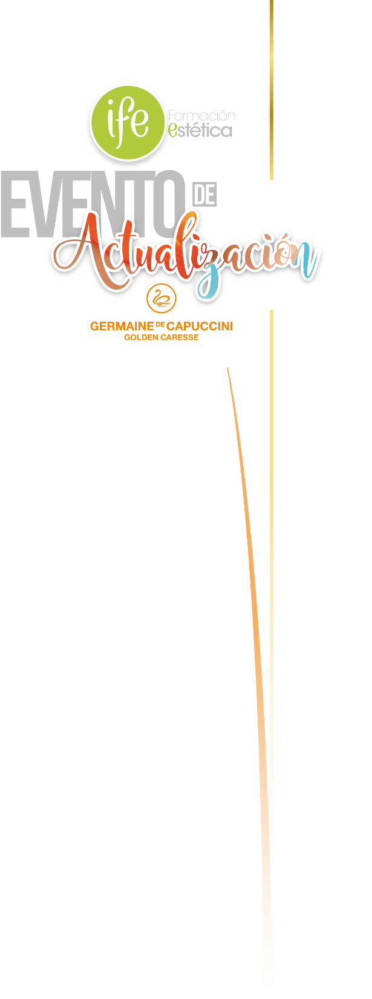 ife
Formación
estética
EVENTO DE
Actualización
GERMAINE DE CAPUCCINI
GOLDEN CARESSE